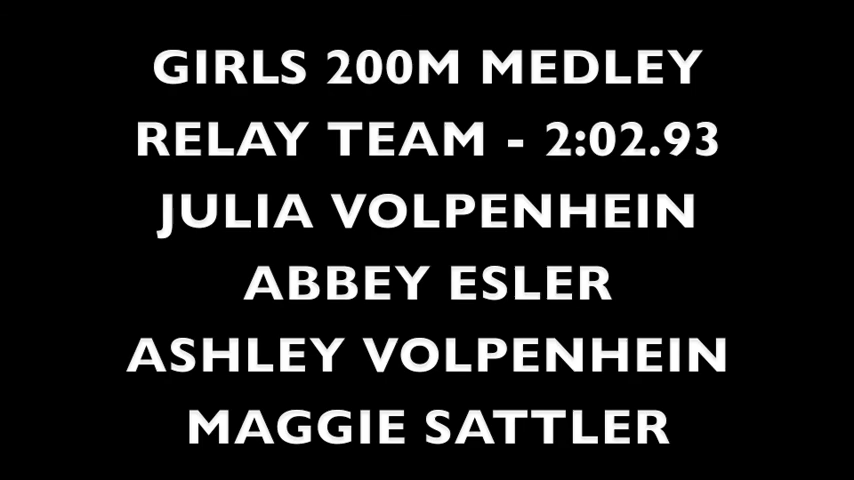 GIRLS 200M MEDLEY
RELAY TEAM - 2:02.93
JULIA VOLPENHEIN
ABBEY ESLER
ASHLEY VOLPENHEIN
MAGGIE SATTLER